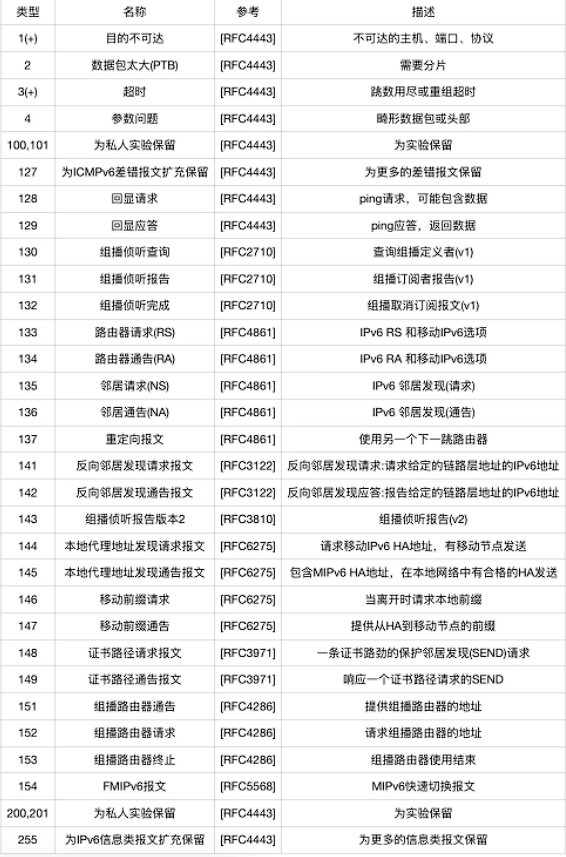 类型 名称 参考 描述
1(+) 目的不可达 [RFC4443] 不可达的主机、端口、协议
2 数据包太大(PTB) [RFC4443] 需要分片
3(+) 超时 [RFC4443] 跳数用尽或重组超时
4 参数问题 [RFC4443] 畸形数据包或头部
100,101 为私人实验保留 [RFC4443] 为实验保留
127 为ICMPv6差错报文扩充保留 [RFC4443] 为更多的差错报文保留
128 回显请求 [RFC4443] ping请求，可能包含数据
129 回显应答 [RFC4443] ping应答，返回数据
130 组播侦听查询 [RFC2710] 查询组播定义者(v1)
131 组播侦听报告 [RFC2710] 组播订阅者报告(v1)
132 组播侦听完成 [RFC2710] 组播取消订阅报文(v1)
133 路由器请求(RS) [RFC4861] IPv6 RS 和移动IPv6选项
134 路由器通告(RA) [RFC4861] IPv6 RA 和移动IPv6选项
135 邻居请求(NS) [RFC4861] IPv6 邻居发现(请求)
136 邻居通告(NA) [RFC4861] IPv6 邻居发现(通告)
137 重定向报文 [RFC4861] 使用另一个下一跳路由器
141 反向邻居发现请求报文 [RFC3122] 反向邻居发现请求:请求给定的链路层地址的IPv6地址
142 反向邻居发现通告报文 [RFC3122] 反向邻居发现应答:报告给定的链路层地址的IPv6地址
143 组播侦听报告版本2 [RFC3810] 组播侦听报告(v2)
144 本地代理地址发现请求报文 [RFC6275] 请求移动IPv6 HA地址，有移动节点发送
145 本地代理地址发现通告报文 [RFC6275] 包含MIPv6 HA地址，在本地网络中有合格的HA发送
146 移动前缀请求 [RFC6275] 当离开时请求本地前缀
147 移动前缀通告 [RFC6275] 提供从HA到移动节点的前缀
148 证书路径请求报文 [RFC3971] 一条证书路劲的保护邻居发现(SEND)请求
149 证书路径通告报文 [RFC3971] 响应一个证书路径请求的SEND
151 组播路由器通告 [RFC4286] 提供组播路由器的地址
152 组播路由器请求 [RFC4286] 请求组播路由器的地址
153 组播路由器终止 [RFC4286] 组播路由器使用结束
154 FMIPv6报文 [RFC5568] MIPv6快速切换报文
200,201 为私人实验保留 [RFC4443] 为实验保留
255 为IPv6信息类报文扩充保留 [RFC4443] 为更多的信息类报文保留